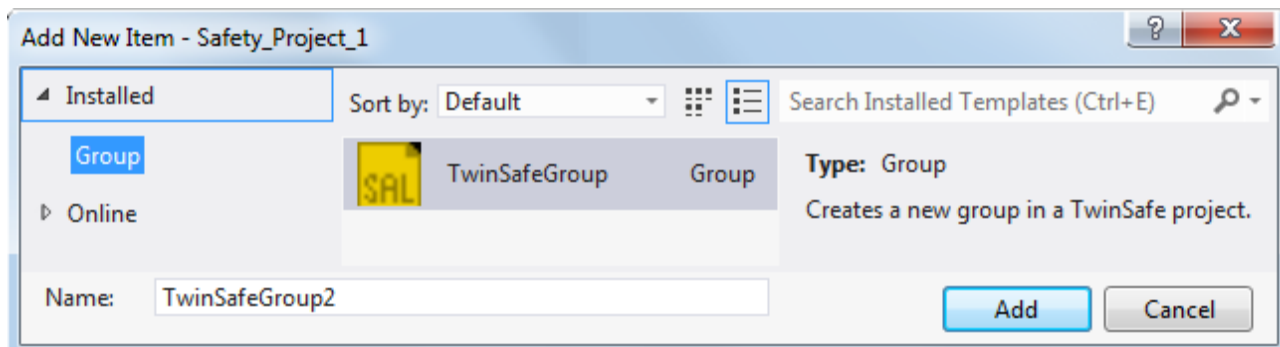 Add New Item - Safety_Project_1
Installed
Sort by: Default
Search Installed Templates (Ctrl+E)
Group
SAL
TwinSafeGroup Group
Type: Group
Creates a new group in a TwinSafe project.
Online
Name: TwinSafeGroup2
Add
Cancel